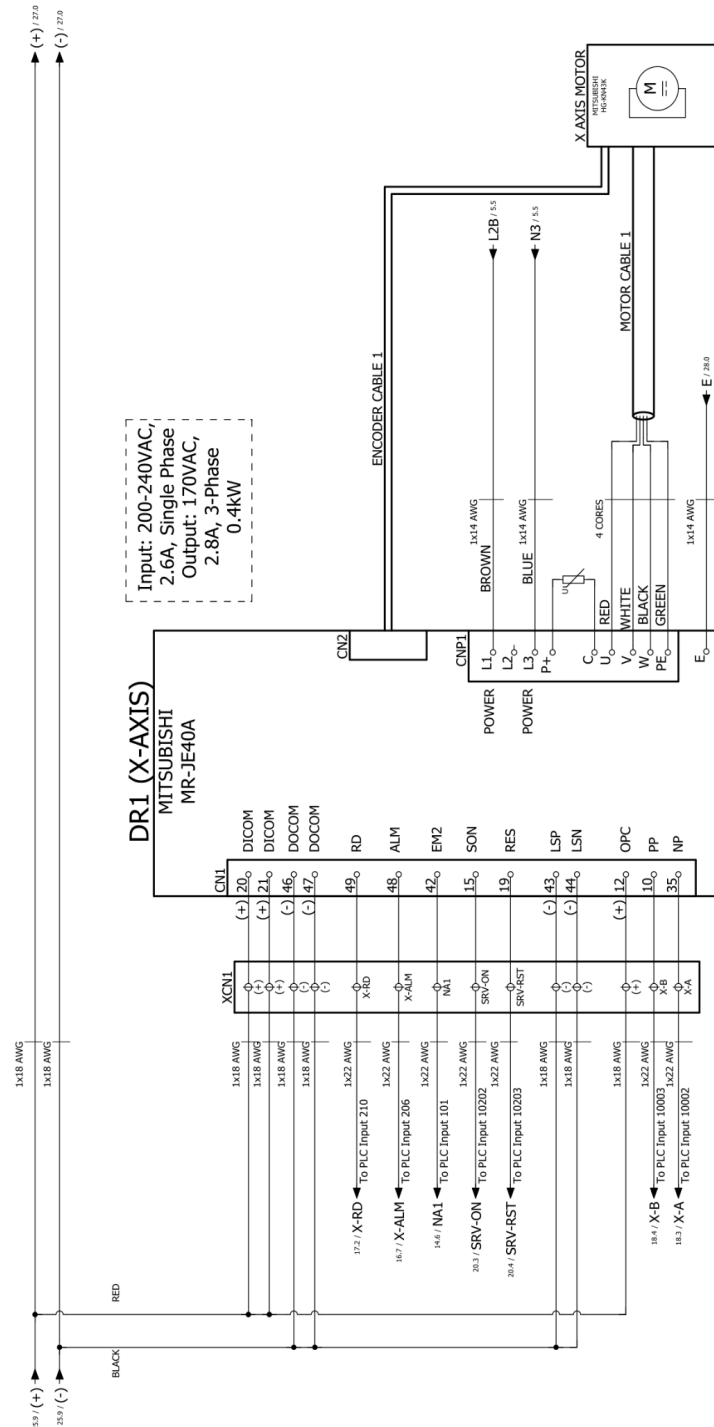 5.9 / (+)
25.9 / (-)
(+) / 27.0
(-) / 27.0
1x18 AWG
1x18 AWG
RED
BLACK
Input: 200-240VAC,
2.6A, Single Phase
Output: 170VAC,
2.8A, 3-Phase
0.4kW
DR1 (X-AXIS)
MITSUBISHI
MR-JE40A
XCN1
CN1
1x18 AWG (+) (+) 20 DICOM
1x18 AWG (+) (+) 21 DICOM
1x18 AWG (-) (-) 46 DOCOM
1x18 AWG (-) (-) 47 DOCOM
17.2 / X-RD To PLC Input 210 1x22 AWG X-RD 49 RD
16.7 / X-ALM To PLC Input 206 1x22 AWG X-ALM 48 ALM
14.6 / NA1 To PLC Input 101 1x22 AWG NA1 42 EM2
20.3 / SRV-ON To PLC Input 10202 1x22 AWG SRV-ON 15 SON
20.4 / SRV-RST To PLC Input 10203 1x22 AWG SRV-RST 19 RES
1x18 AWG (-) (-) 43 LSP
1x18 AWG (-) (-) 44 LSN
1x18 AWG (+) (+) 12 OPC
18.4 / X-B To PLC Input 10003 1x22 AWG X-B 10 PP
18.3 / X-A To PLC Input 10002 1x22 AWG X-A 35 NP
CN2
ENCODER CABLE 1
CNP1
POWER L1 BROWN 1x14 AWG L2B / 5.5
L2
POWER L3 BLUE 1x14 AWG N3 / 5.5
P+
U
C
U RED 4 CORES
V WHITE
W BLACK
PE GREEN
MOTOR CABLE 1
E 1x14 AWG E / 28.0
X AXIS MOTOR
MITSUBISHI
HG-KN43K
M